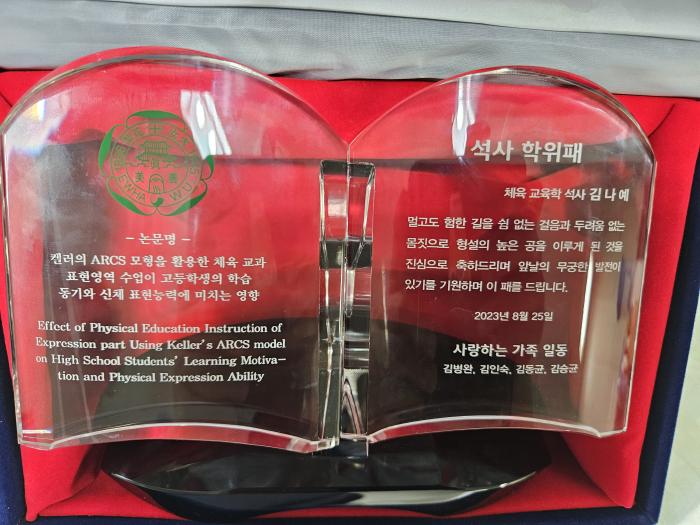 EWHA W.U.
眞
美 善
– 논문명 –
켈러의 ARCS 모형을 활용한 체육 교과
표현영역 수업이 고등학생의 학습
동기와 신체 표현능력에 미치는 영향
Effect of Physical Education Instruction of
Expression part Using Keller's ARCS model
on High School Students' Learning Motiva-
tion and Physical Expression Ability
석사 학위패
체육 교육학 석사 김 나 예
멀고도 험한 길을 쉼 없는 걸음과 두려움 없는
몸짓으로 형설의 높은 공을 이루게 된 것을
진심으로 축하드리며 앞날의 무궁한 발전이
있기를 기원하며 이 패를 드립니다.
2023년 8월 25일
사랑하는 가족 일동
김병완, 김인숙, 김동균, 김승균